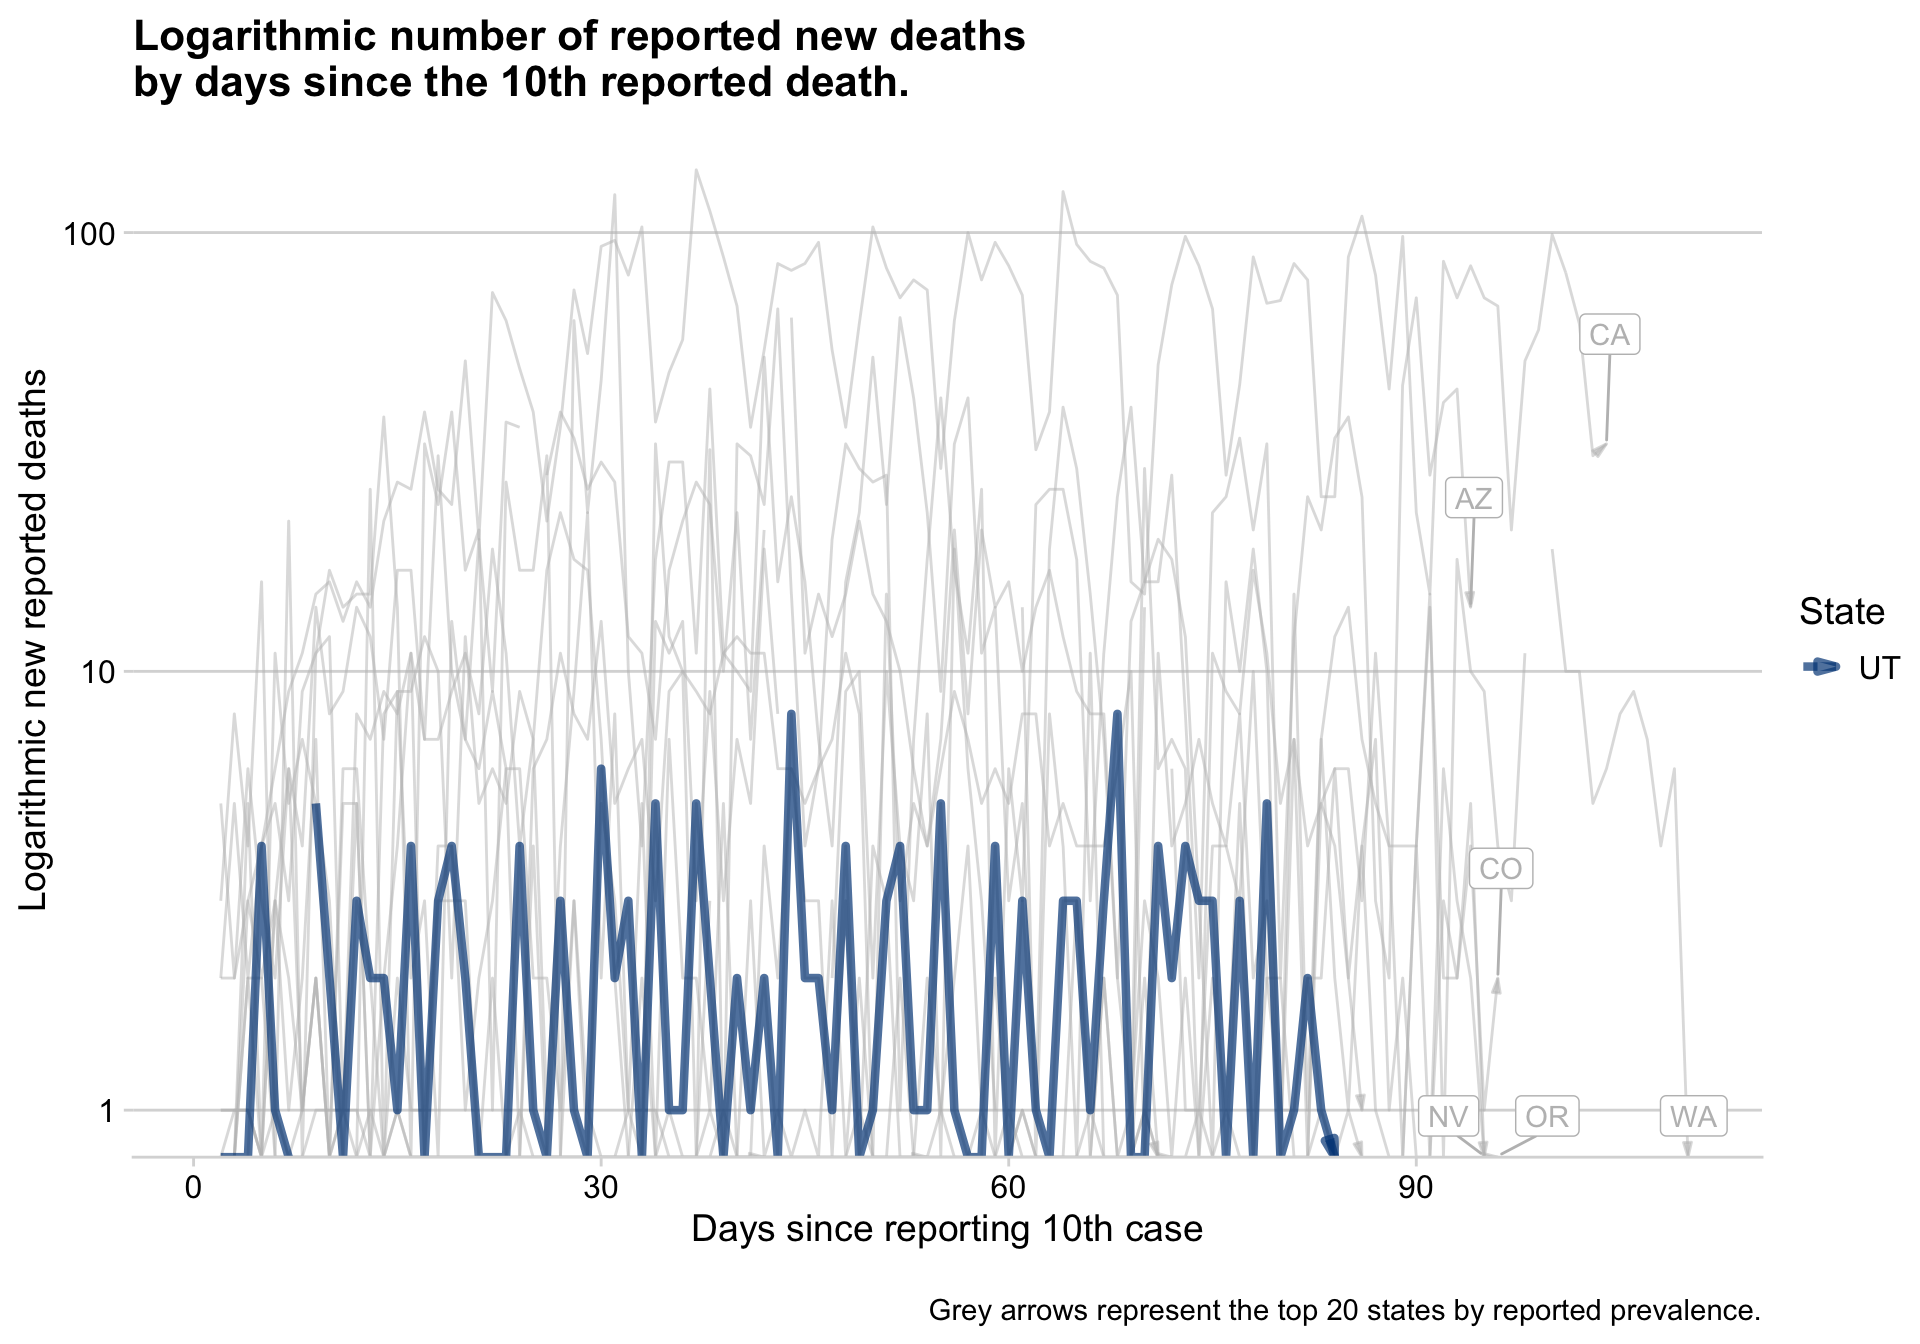 Logarithmic number of reported new deaths
by days since the 10th reported death.
Logarithmic new reported deaths
100
10
1
CA
AZ
CO
NV
OR
WA
State
UT
0
30
60
90
Days since reporting 10th case
Grey arrows represent the top 20 states by reported prevalence.